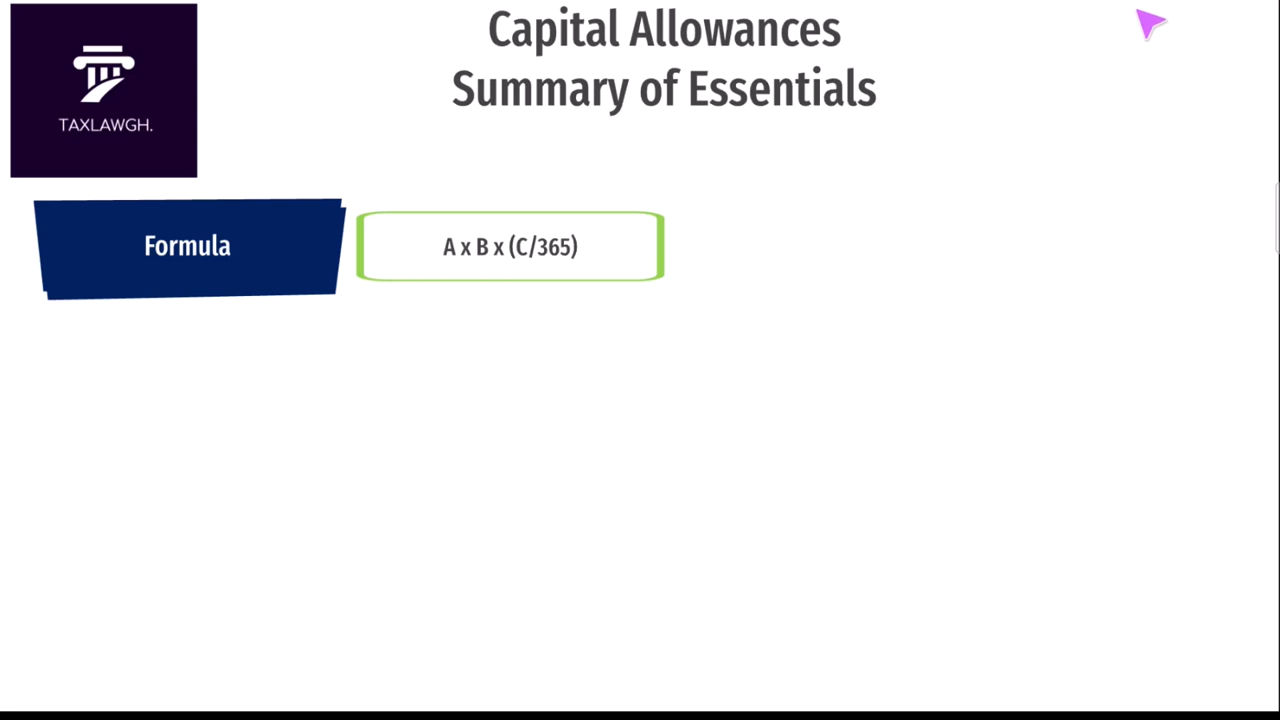 Capital Allowances
Summary of Essentials
TAXLAWGH.
Formula
A x B x (C/365)